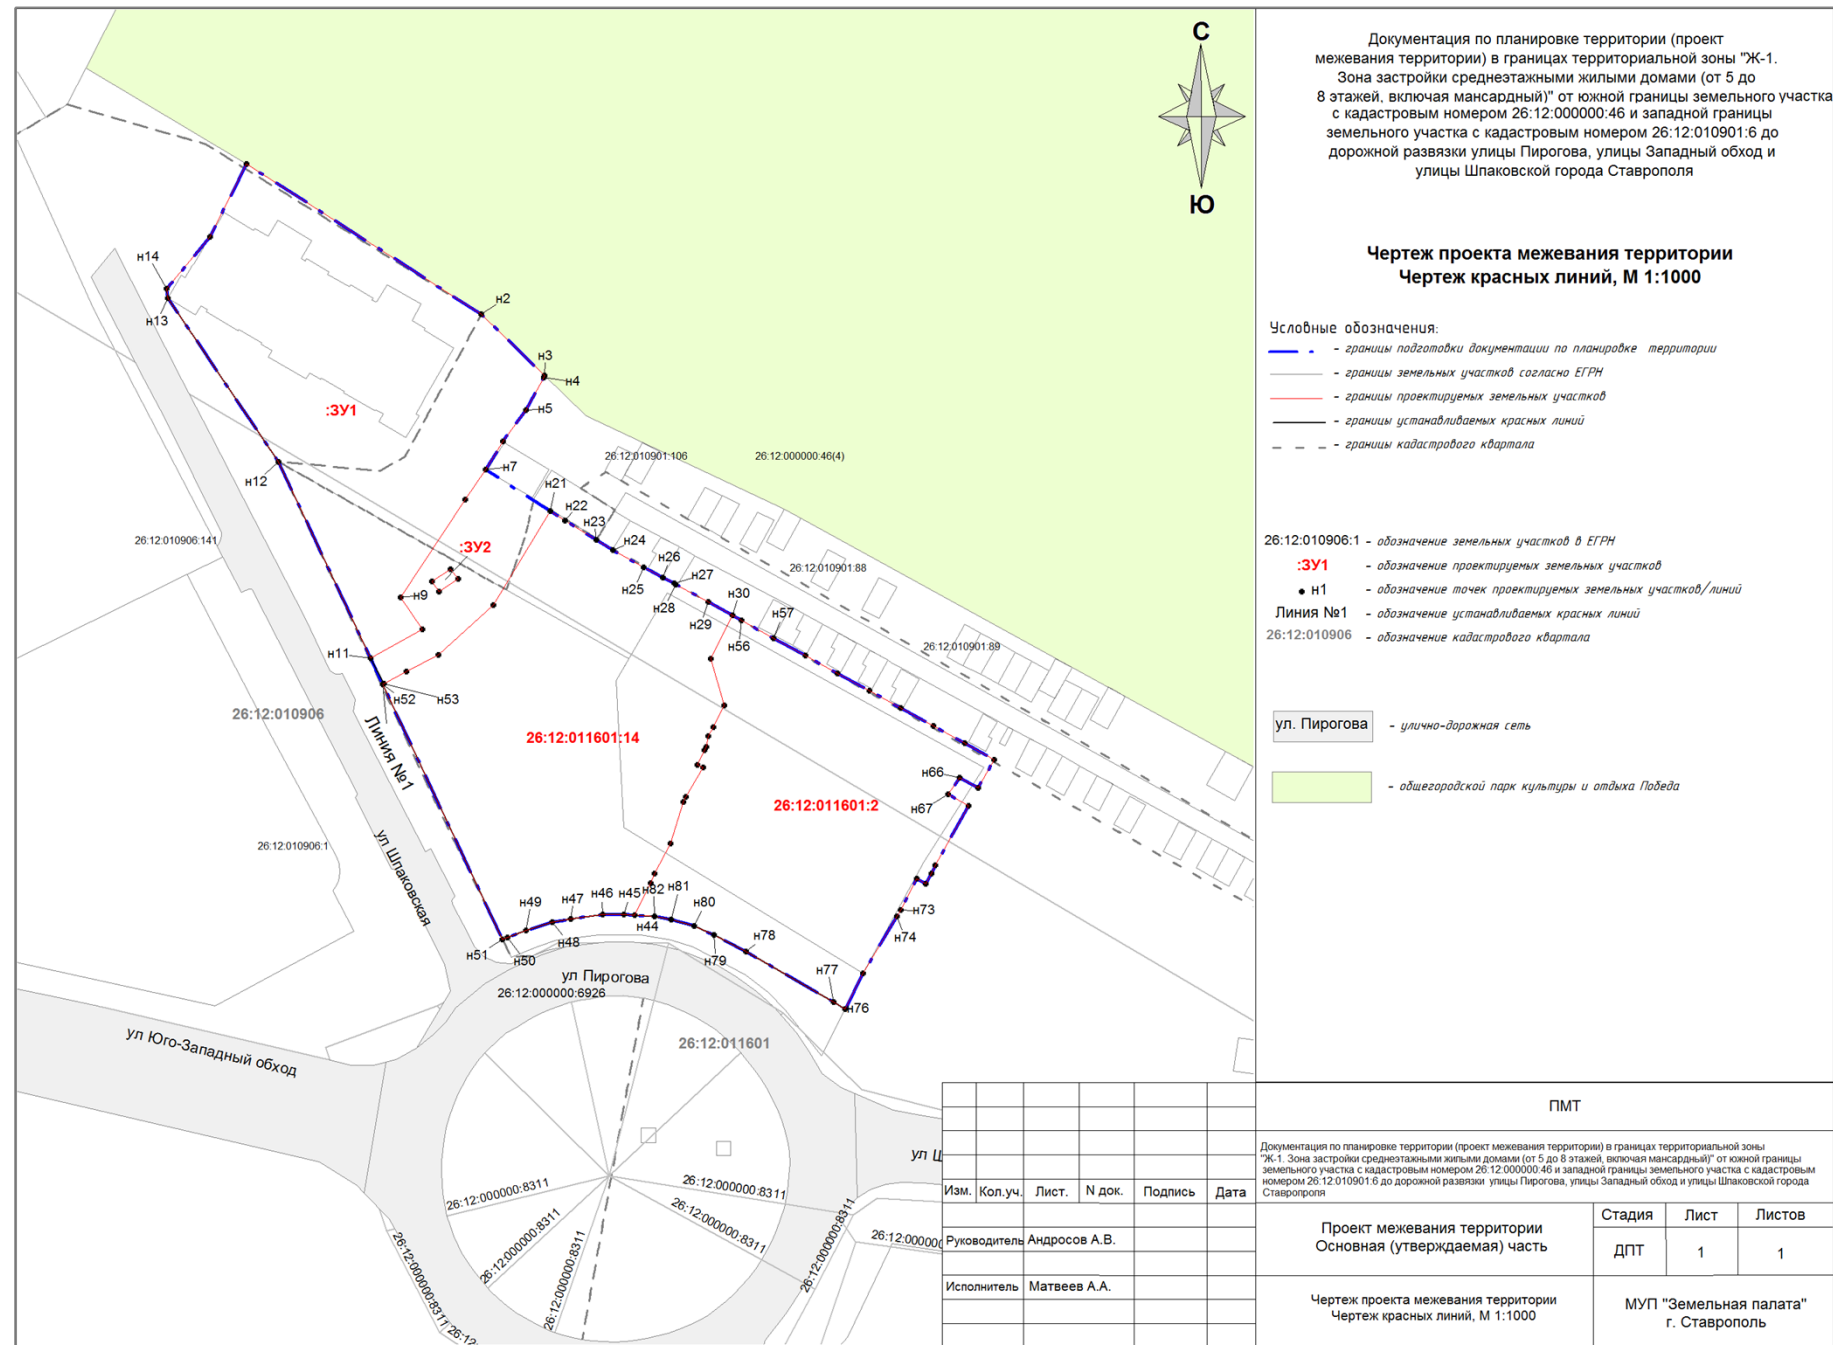 С
Ю
н14
н13
н2
н3
н4
н5
:ЗУ1
н7
н12
н21
н22
н23
н24
н25
н26
н27
н28
н29
н30
н56
н57
26:12:010901:106
26:12:000000:46(4)
26:12:010906:141
:ЗУ2
26:12:010901:88
н9
26:12:010901:89
н11
н52
н53
26:12:010906
Линия №1
26:12:011601:14
н66
н67
26:12:011601:2
ул Шпаковская
26:12:010906:1
н73
н74
н49
н47
н46
н45
н82
н81
н80
н44
н48
н51
н50
н79
н78
н77
н76
ул Пирогова
26:12:000000:6926
26:12:011601
ул Юго-Западный обход
ул Ш
26:12:000000:8311
26:12:000000:8311
26:12:000000:8311
26:12:000000:8311
26:12:000000:8311
26:12:000000:8311
26:12:000000:8311
26:12:000000
26:12
Документация по планировке территории (проект
межевания территории) в границах территориальной зоны "Ж-1.
Зона застройки среднеэтажными жилыми домами (от 5 до
8 этажей, включая мансардный)" от южной границы земельного участка
с кадастровым номером 26:12:000000:46 и западной границы
земельного участка с кадастровым номером 26:12:010901:6 до
дорожной развязки улицы Пирогова, улицы Западный обход и
улицы Шпаковской города Ставрополя
Чертеж проекта межевания территории
Чертеж красных линий, М 1:1000
Условные обозначения:
- границы подготовки документации по планировке территории
- границы земельных участков согласно ЕГРН
- границы проектируемых земельных участков
- границы устанавливаемых красных линий
- границы кадастрового квартала
26:12:010906:1 - обозначение земельных участков в ЕГРН
:ЗУ1 - обозначение проектируемых земельных участков
н1 - обозначение точек проектируемых земельных участков/линий
Линия №1 - обозначение устанавливаемых красных линий
26:12:010906 - обозначение кадастрового квартала
ул. Пирогова - улично-дорожная сеть
- общегородской парк культуры и отдыха Победа
ПМТ
Документация по планировке территории (проект межевания территории) в границах территориальной зоны
"Ж-1. Зона застройки среднеэтажными жилыми домами (от 5 до 8 этажей, включая мансардный)" от южной границы
земельного участка с кадастровым номером 26:12:000000:46 и западной границы земельного участка с кадастровым
номером 26:12:010901:6 до дорожной развязки улицы Пирогова, улицы Западный обход и улицы Шпаковской города
Ставропроля
Изм. Кол.уч. Лист. N док. Подпись Дата
Руководитель Андросов А.В.
Исполнитель Матвеев А.А.
Проект межевания территории
Основная (утверждаемая) часть
Стадия Лист Листов
ДПТ 1 1
Чертеж проекта межевания территории
Чертеж красных линий, М 1:1000
МУП "Земельная палата"
г. Ставрополь